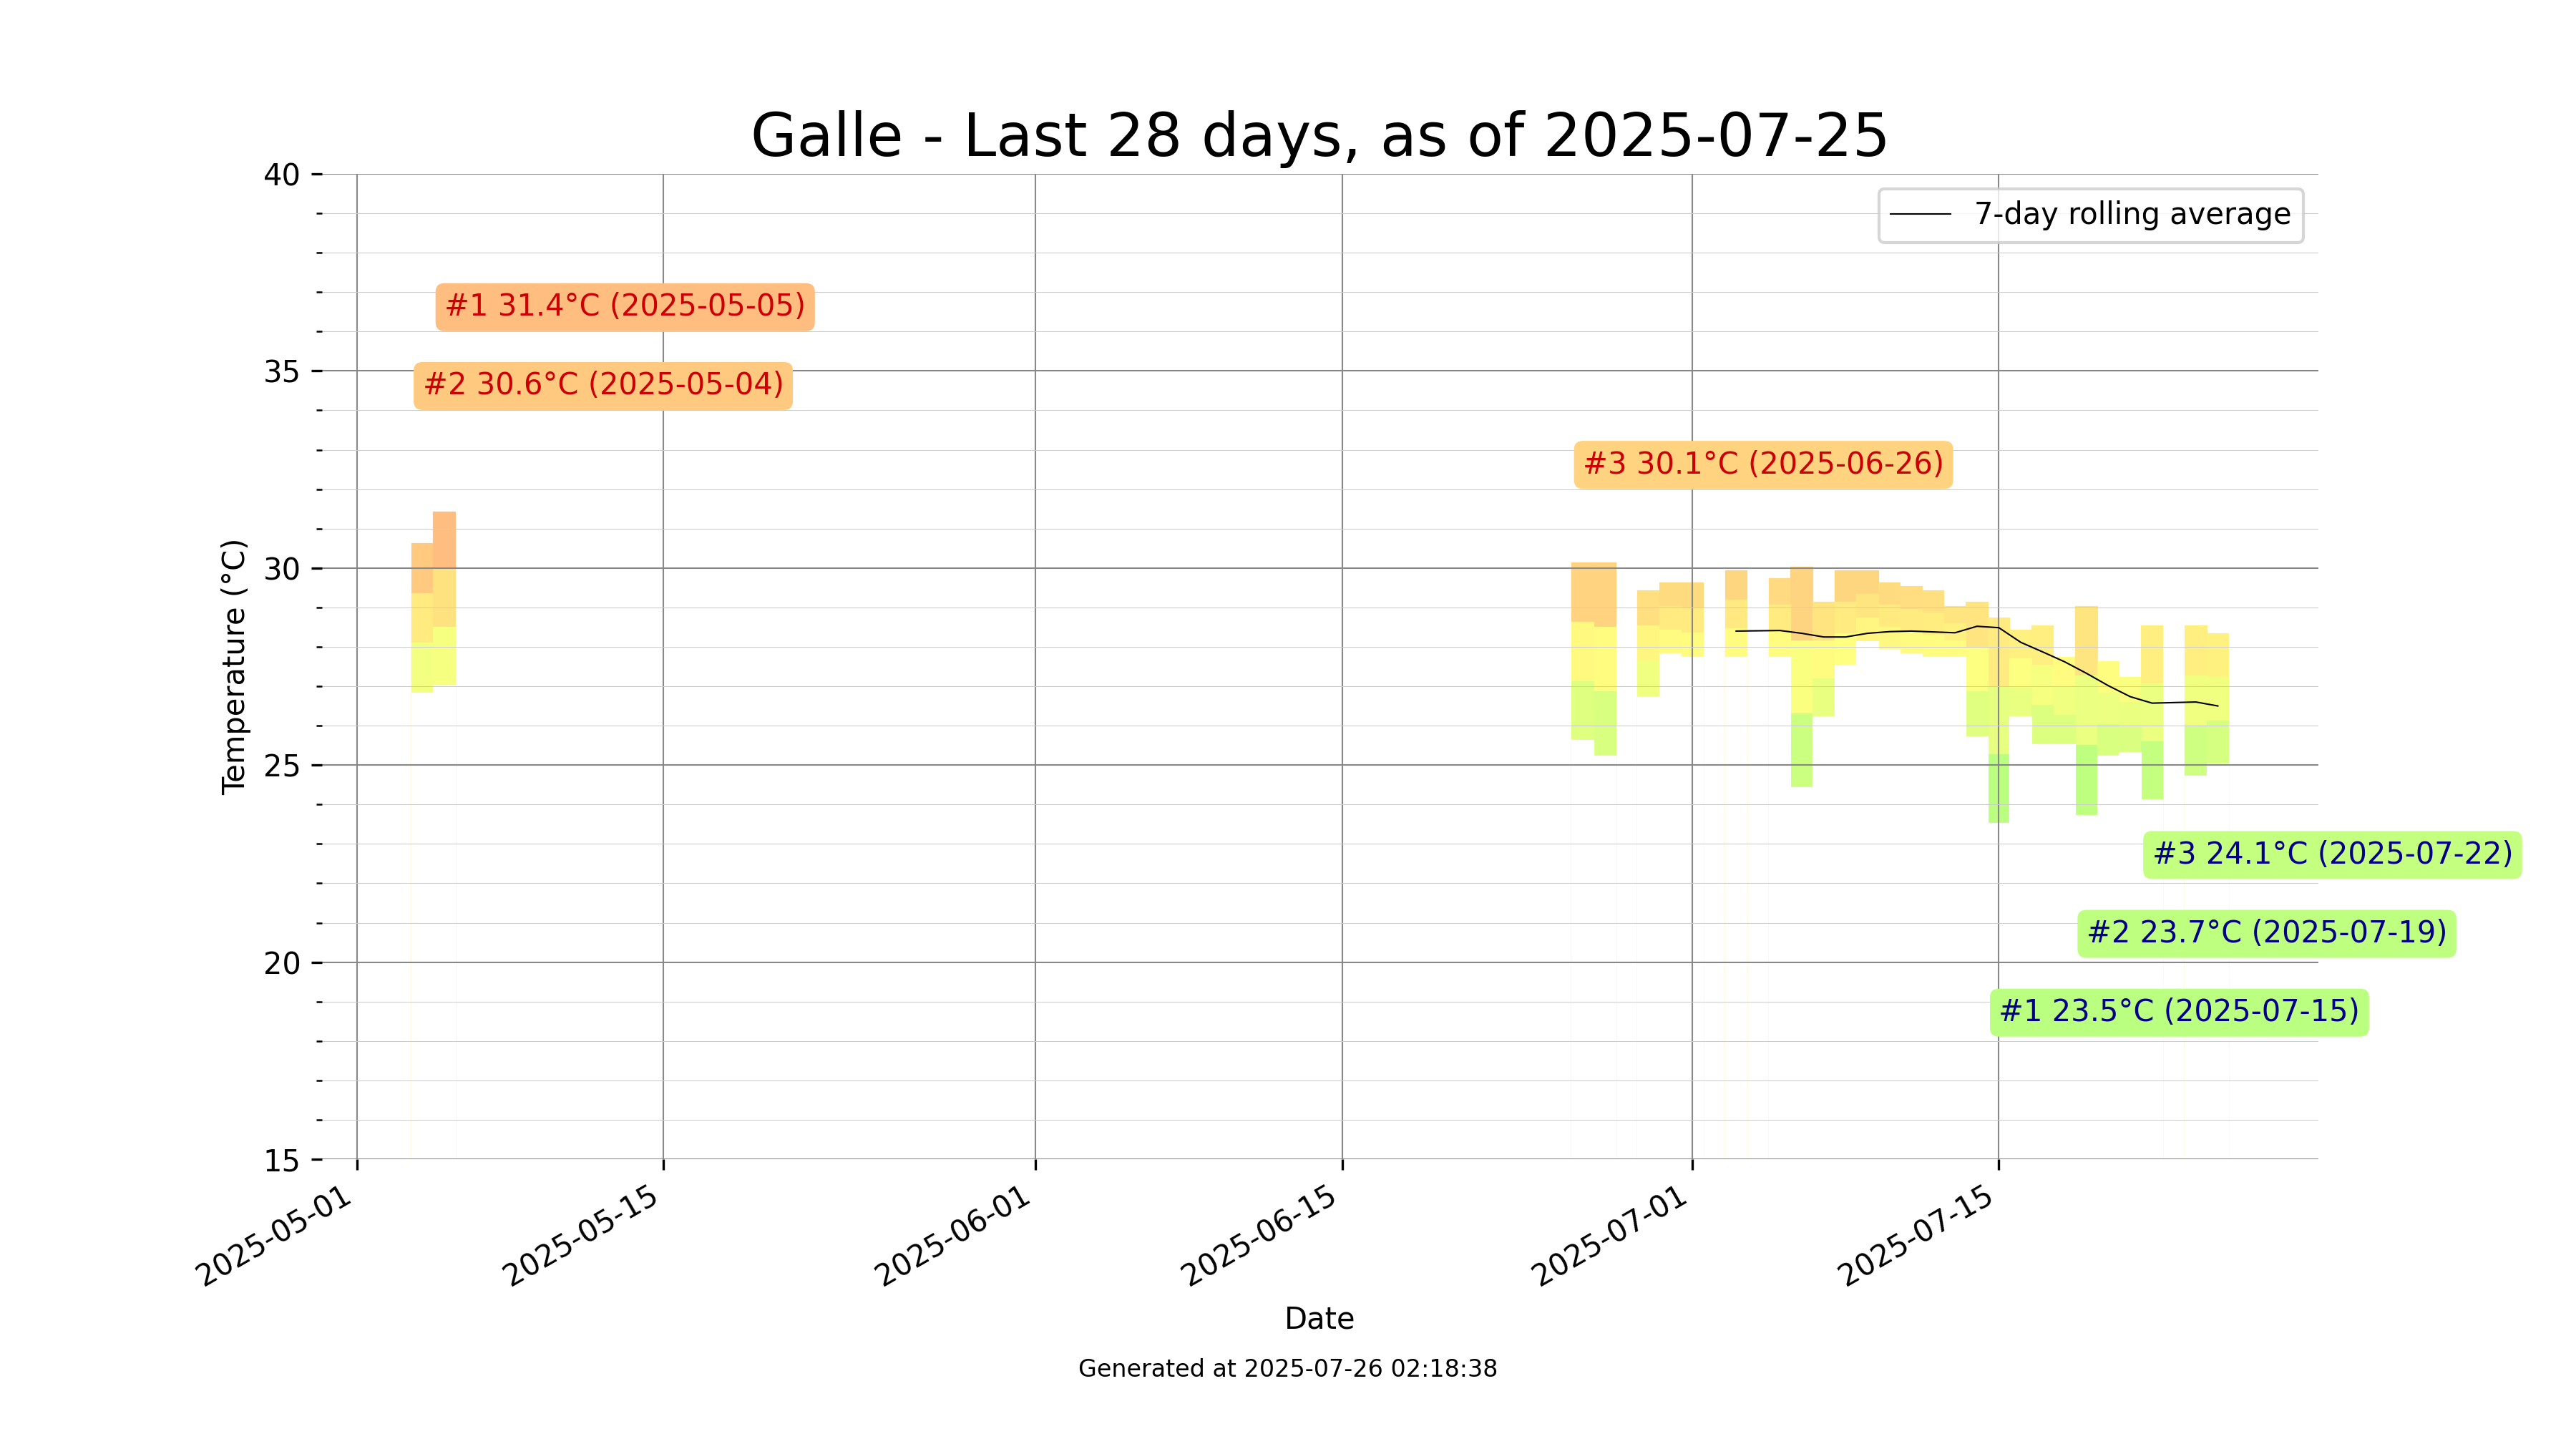 Galle - Last 28 days, as of 2025-07-25
7-day rolling average
#1 31.4°C (2025-05-05)
#2 30.6°C (2025-05-04)
#3 30.1°C (2025-06-26)
#3 24.1°C (2025-07-22)
#2 23.7°C (2025-07-19)
#1 23.5°C (2025-07-15)
Temperature (°C)
40
35
30
25
20
15
2025-05-01
2025-05-15
2025-06-01
2025-06-15
2025-07-01
2025-07-15
Date
Generated at 2025-07-26 02:18:38